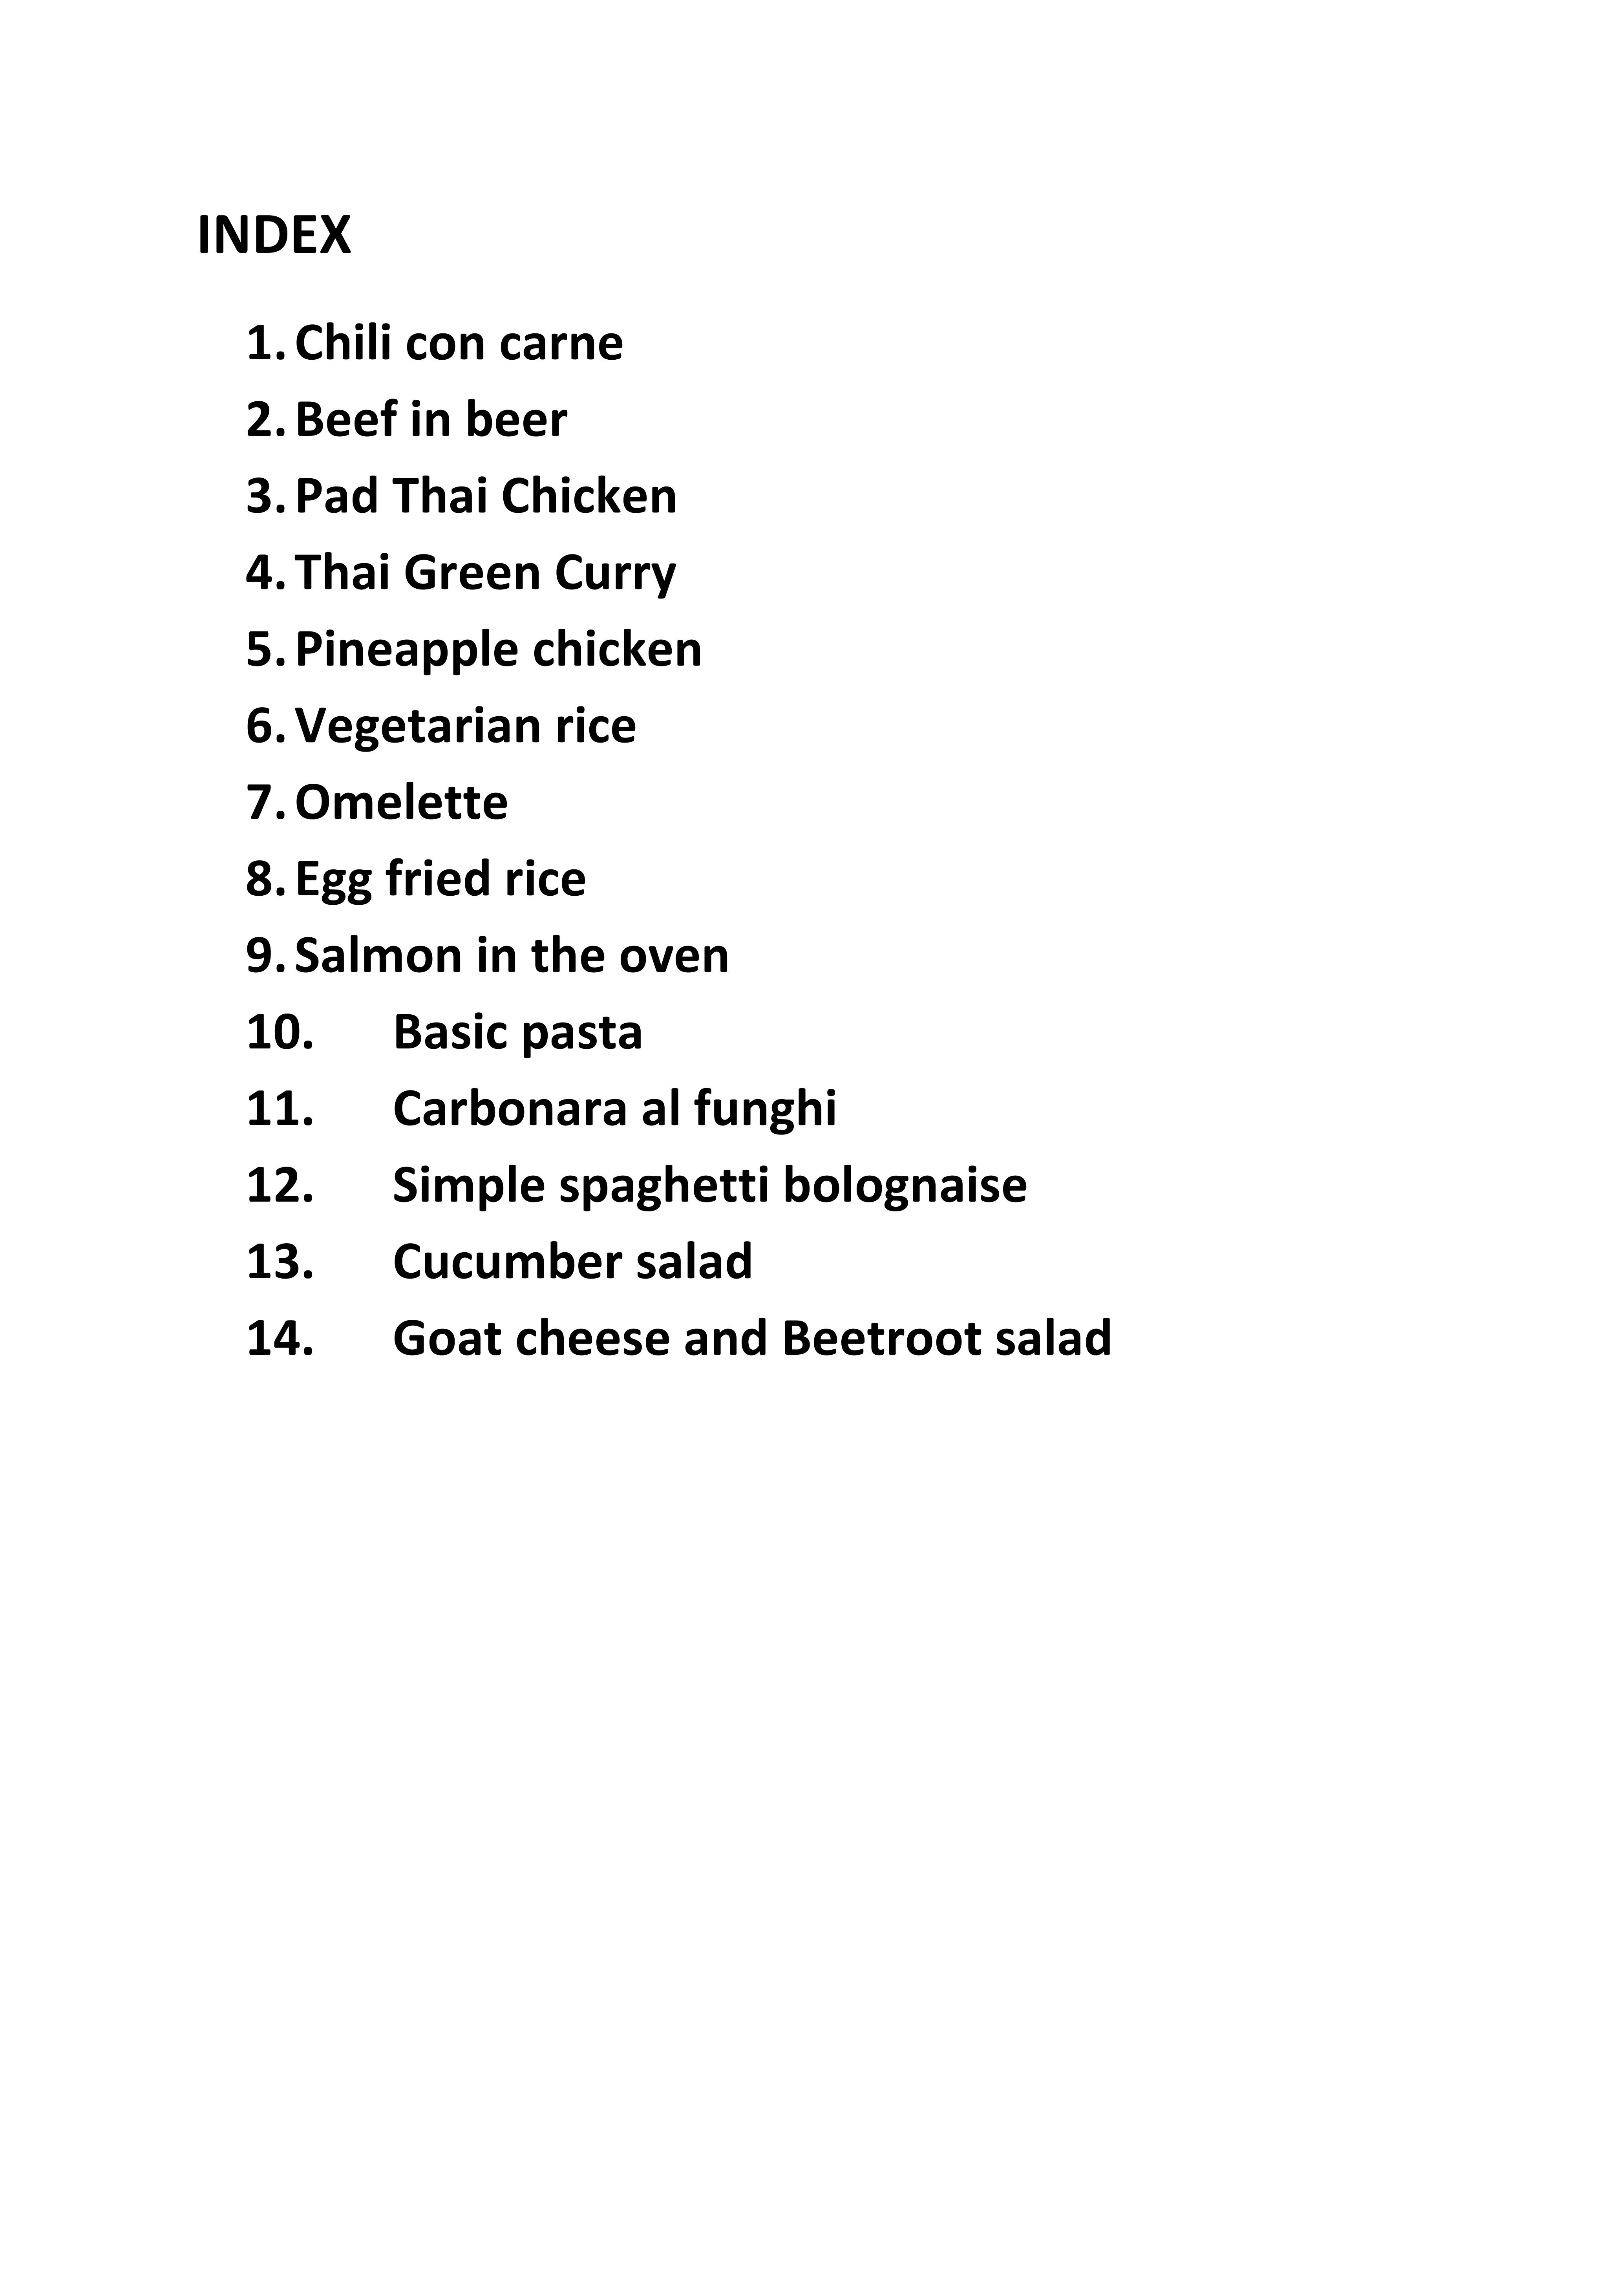 INDEX
1. Chili con carne
2. Beef in beer
3. Pad Thai Chicken
4. Thai Green Curry
5. Pineapple chicken
6. Vegetarian rice
7. Omelette
8. Egg fried rice
9. Salmon in the oven
10. Basic pasta
11. Carbonara al funghi
12. Simple spaghetti bolognaise
13. Cucumber salad
14. Goat cheese and Beetroot salad